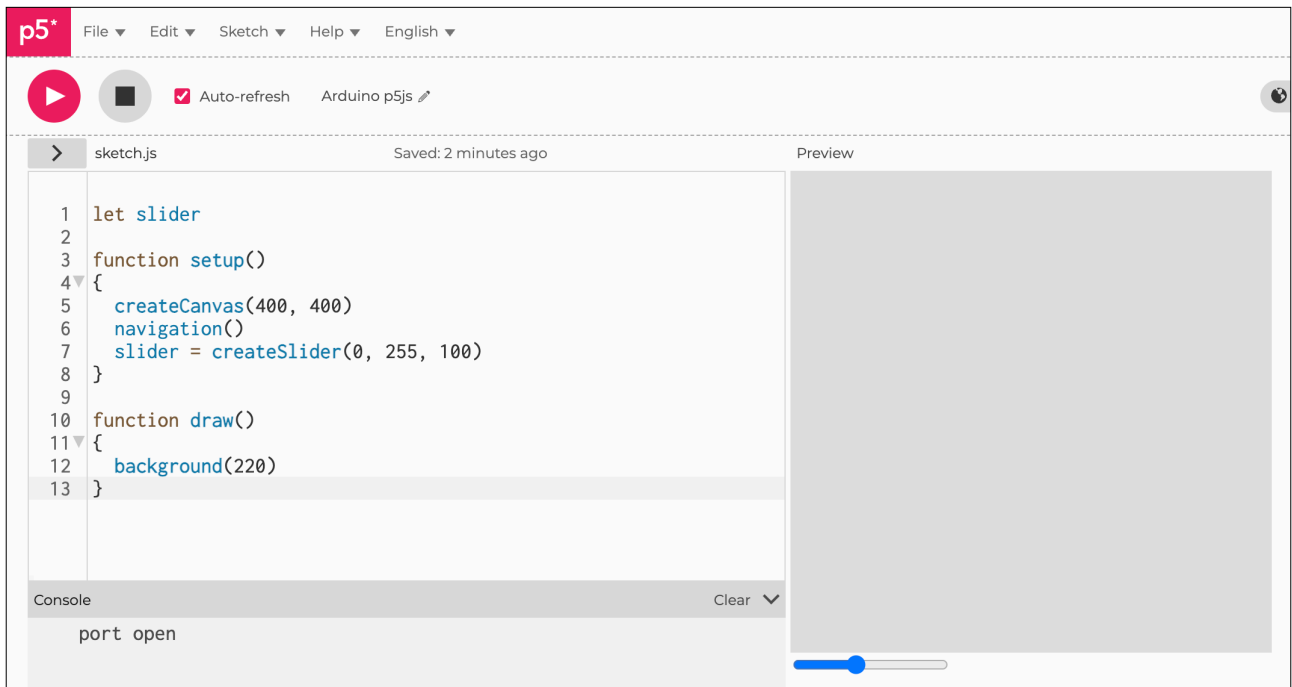 p5* File Edit Sketch Help English
Auto-refresh Arduino p5js
sketch.js Saved: 2 minutes ago Preview
1 let slider
2
3 function setup()
4 {
5 createCanvas(400, 400)
6 navigation()
7 slider = createSlider(0, 255, 100)
8 }
9
10 function draw()
11 {
12 background(220)
13 }
Console Clear
port open